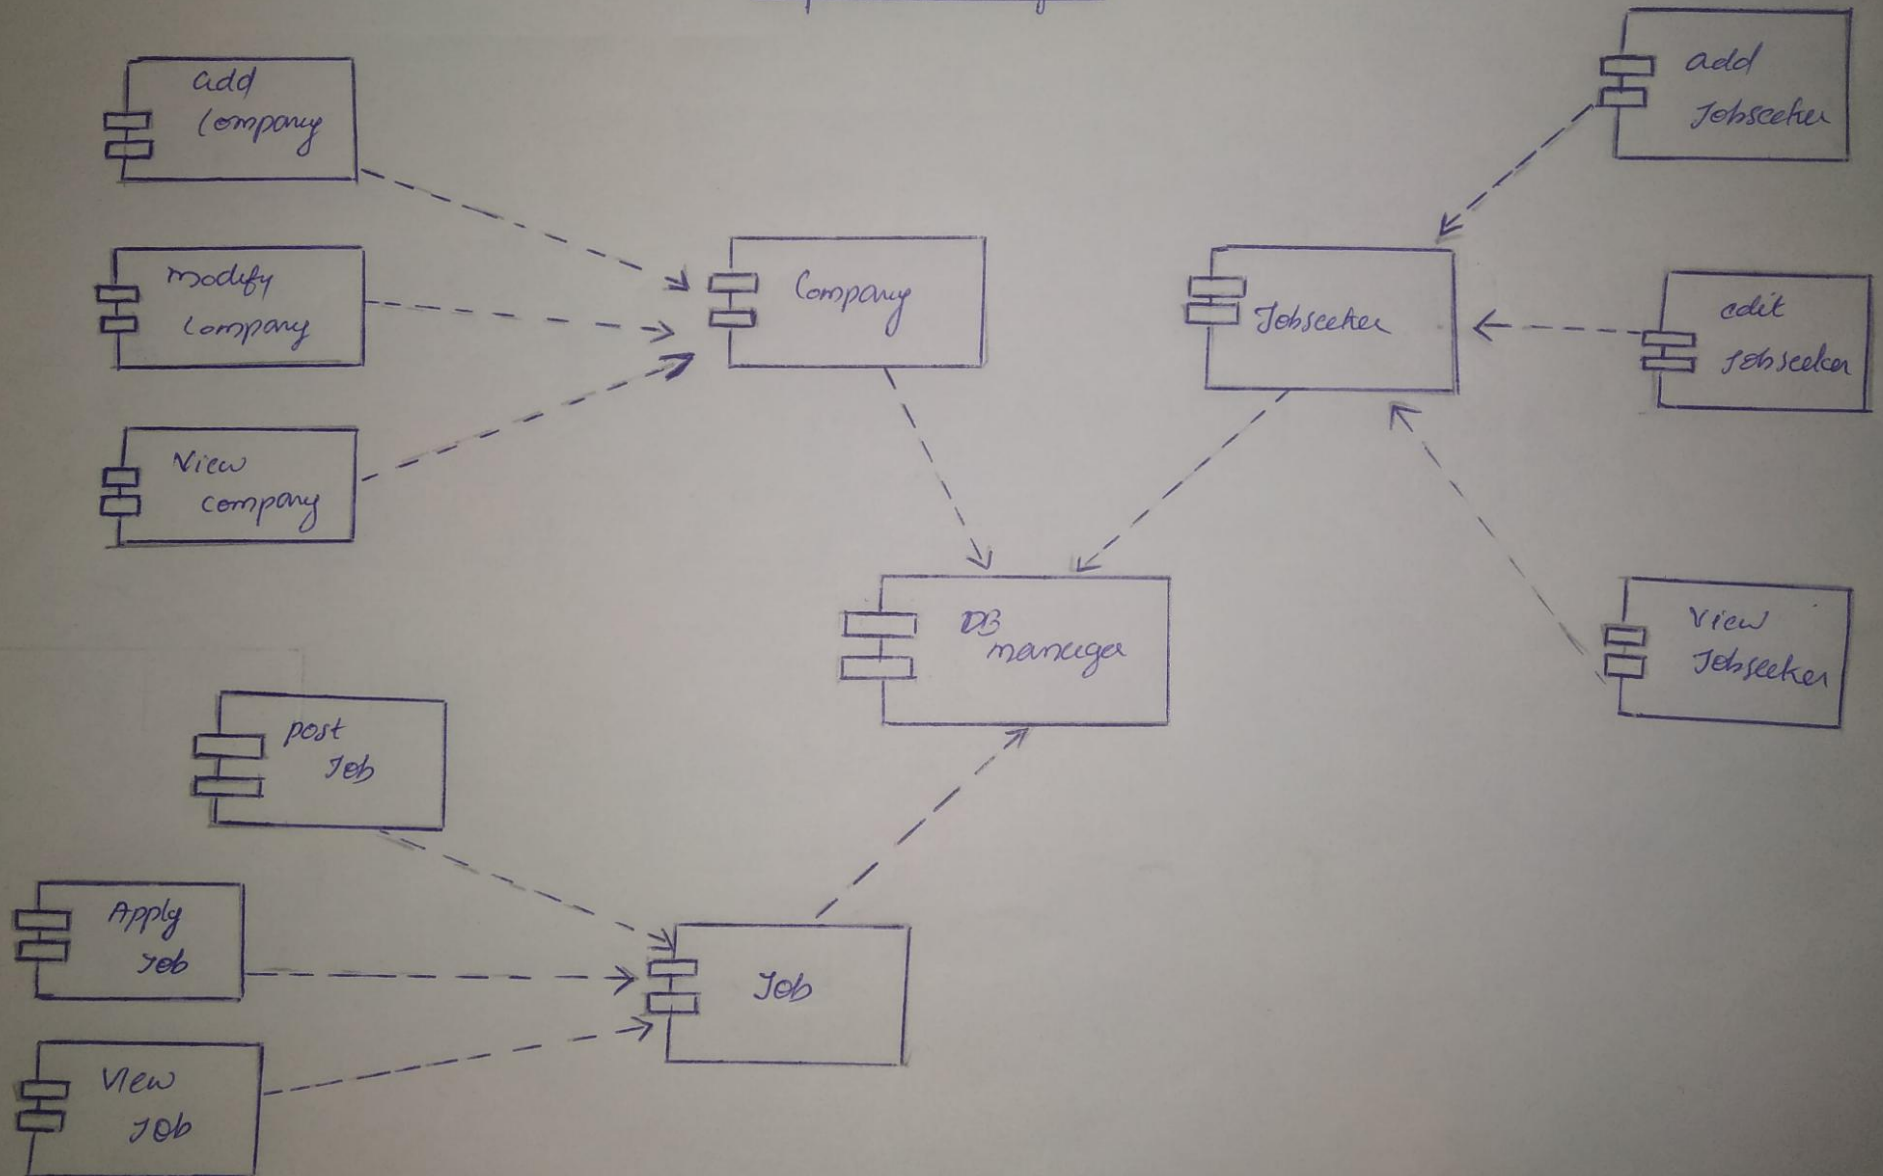 add
Company
modify
Company
View
company
Company
Jobseeker
add
Jobseeker
edit
Jobseeker
View
Jobseeker
DB
manager
post
Job
Apply
Job
View
Job
Job